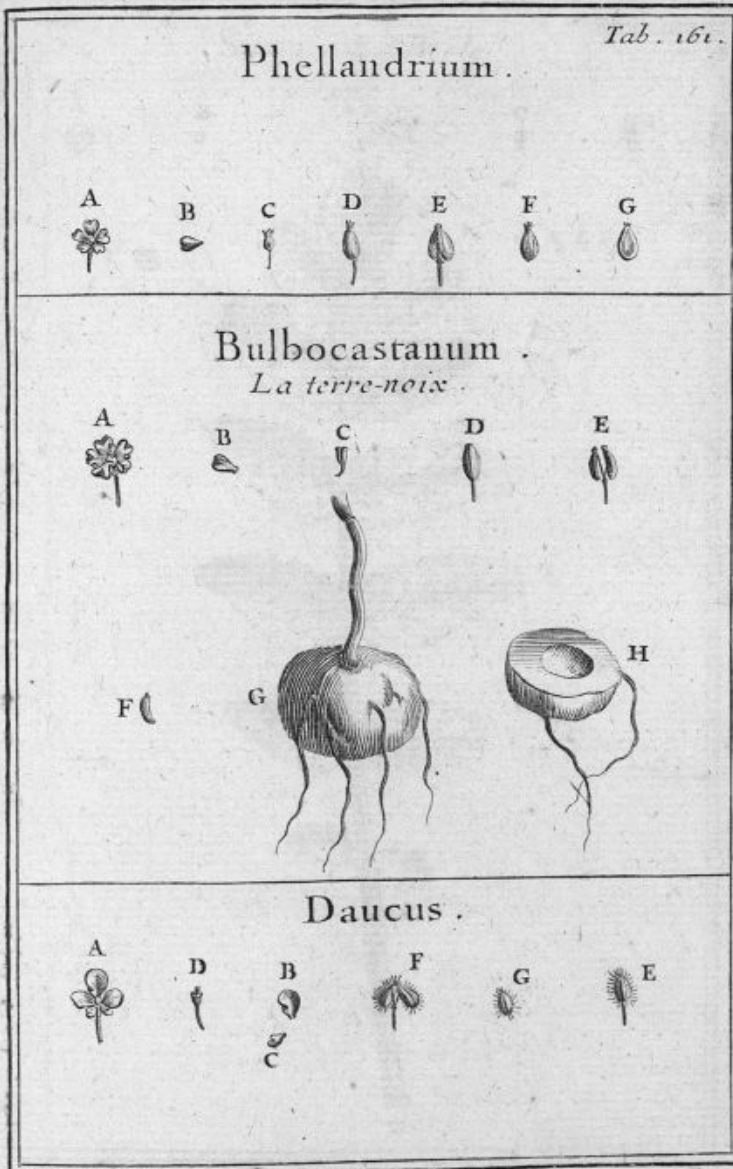 Tab. 161.
Phellandrium.
A B C D E F G
Bulbocastanum.
La terre-noix.
A B C D E
F G H
Daucus.
A D B F G E
C